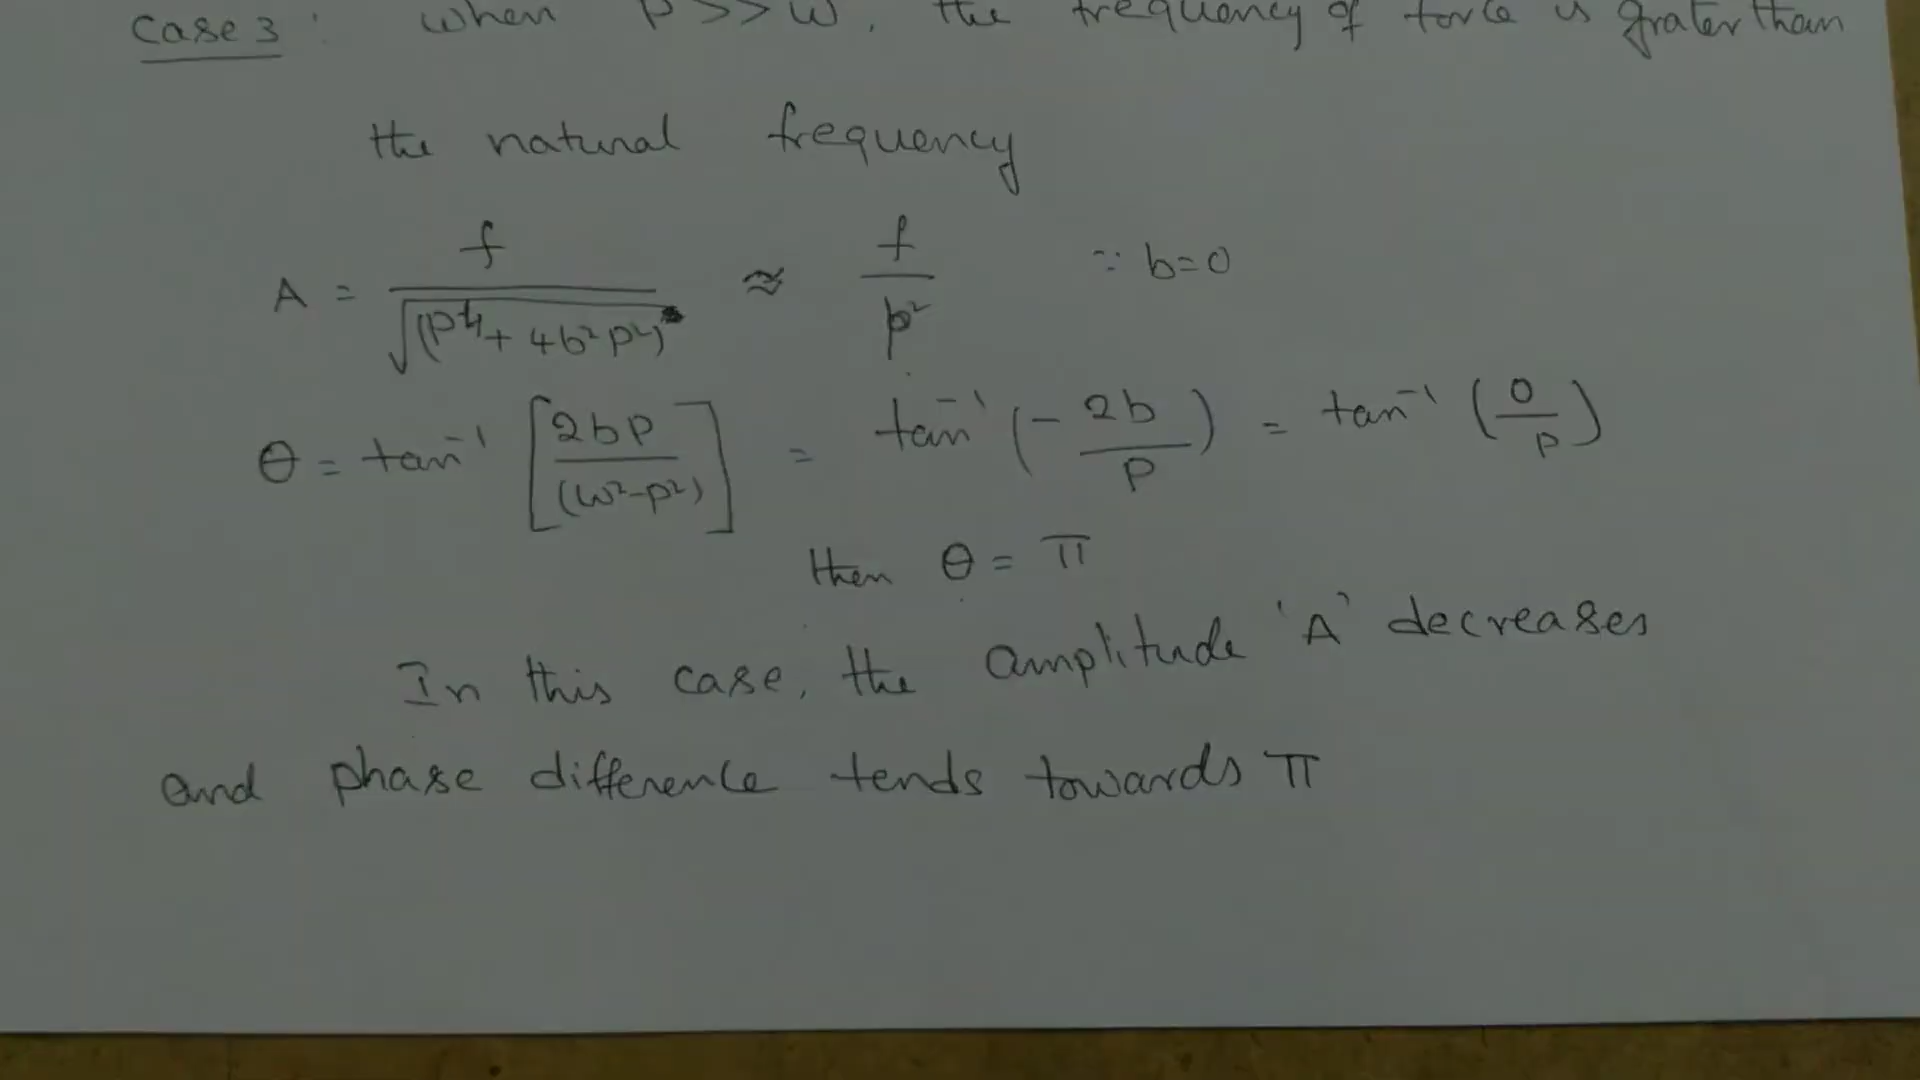 Case 3 : when P >> W, the frequency of force is grater than
the natural frequency
A = f / √(P⁴ + 4b²P²) ≈ f / p² ∵ b=0
θ = tan⁻¹ [2bP / (W²-P²)] = tan⁻¹ (- 2b / P) = tan⁻¹ (0 / P)
then θ = π
In this case, the amplitude 'A' decreases
and phase difference tends towards π